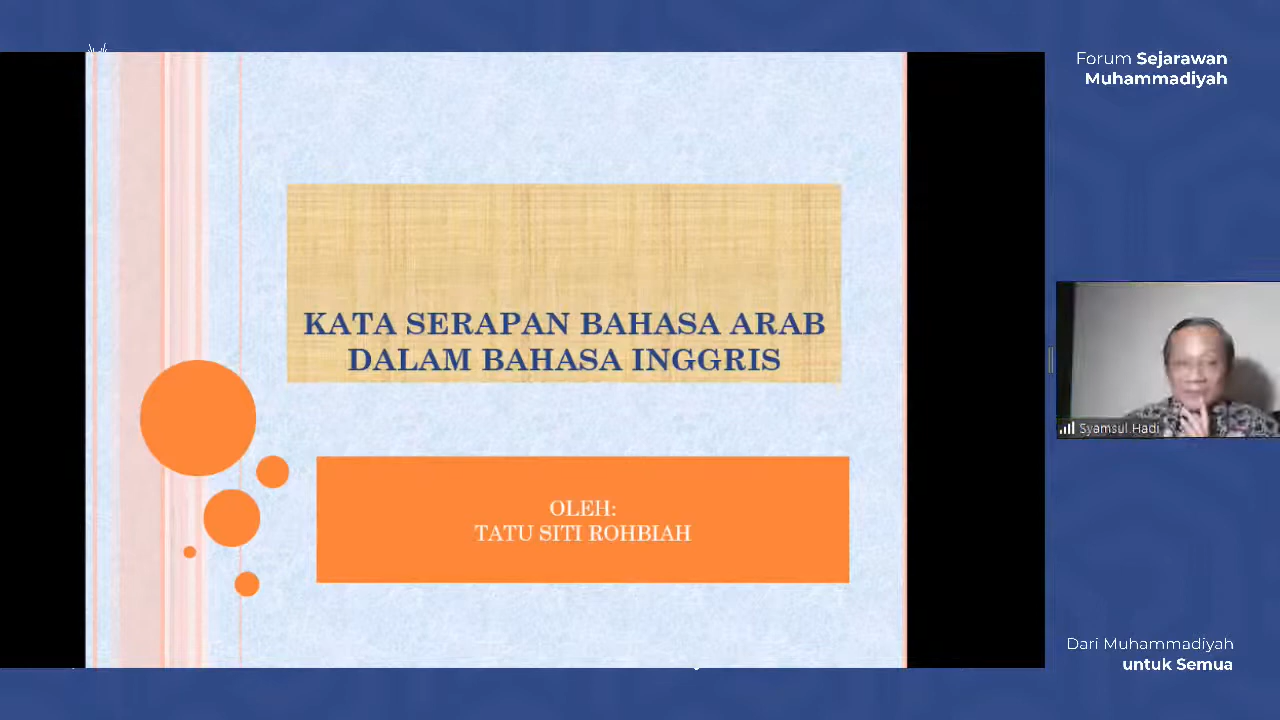 Forum Sejarawan
Muhammadiyah
KATA SERAPAN BAHASA ARAB
DALAM BAHASA INGGRIS
OLEH:
TATU SITI ROHBIAH
Syamsul Hadi
Dari Muhammadiyah
untuk Semua